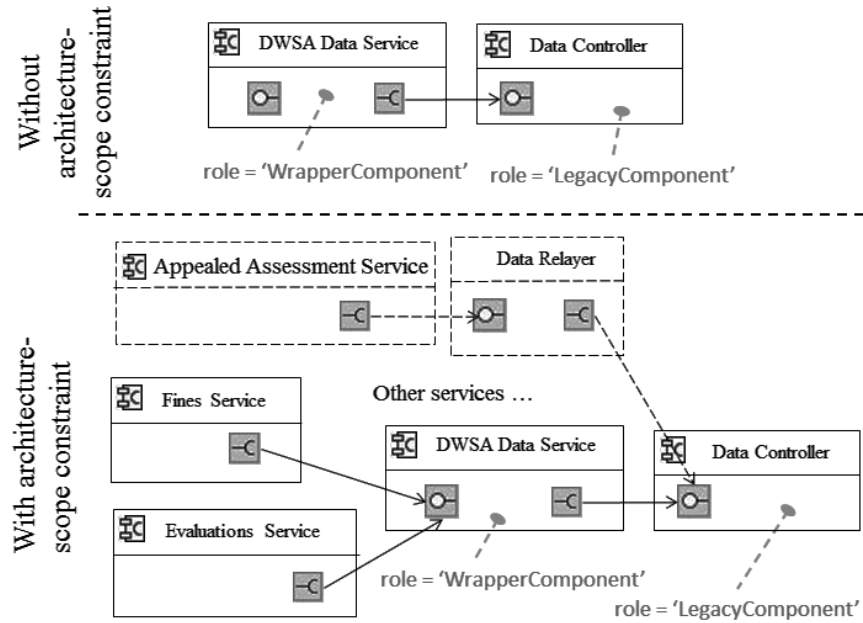 Without
architecture-
scope constraint
DWSA Data Service
Data Controller
role = ‘WrapperComponent’
role = ‘LegacyComponent’
With architecture-
scope constraint
Appealed Assessment Service
Data Relayer
Fines Service
Other services …
DWSA Data Service
Data Controller
Evaluations Service
role = ‘WrapperComponent’
role = ‘LegacyComponent’